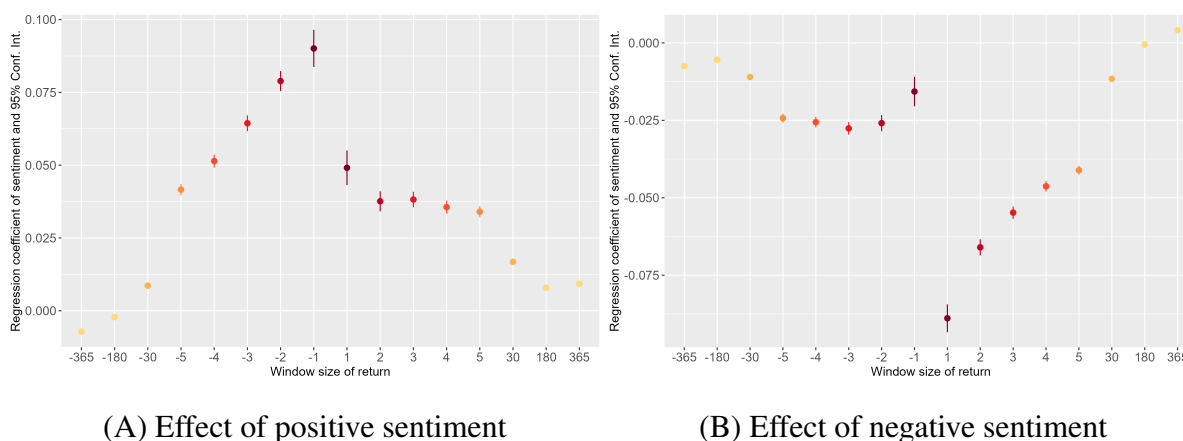 Regression coefficient of sentiment and 95% Conf. Int.
0.100
0.075
0.050
0.025
0.000
-365 -180 -30 -5 -4 -3 -2 -1 1 2 3 4 5 30 180 365
Window size of return
(A) Effect of positive sentiment
Regression coefficient of sentiment and 95% Conf. Int.
0.000
-0.025
-0.050
-0.075
-365 -180 -30 -5 -4 -3 -2 -1 1 2 3 4 5 30 180 365
Window size of return
(B) Effect of negative sentiment